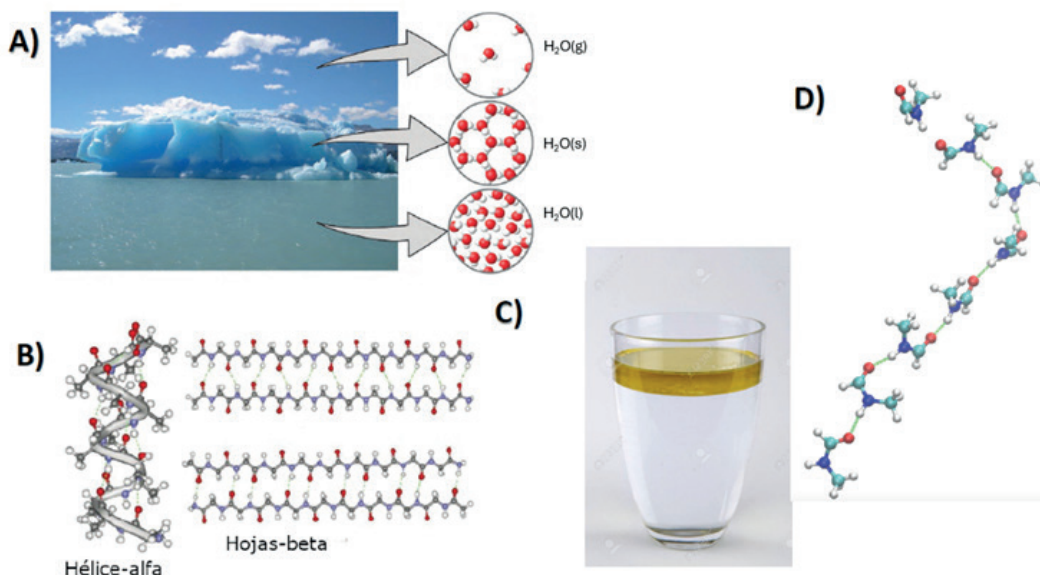 A)
H₂O(g)
H₂O(s)
H₂O(l)
B)
Hélice-alfa
Hojas-beta
C)
D)